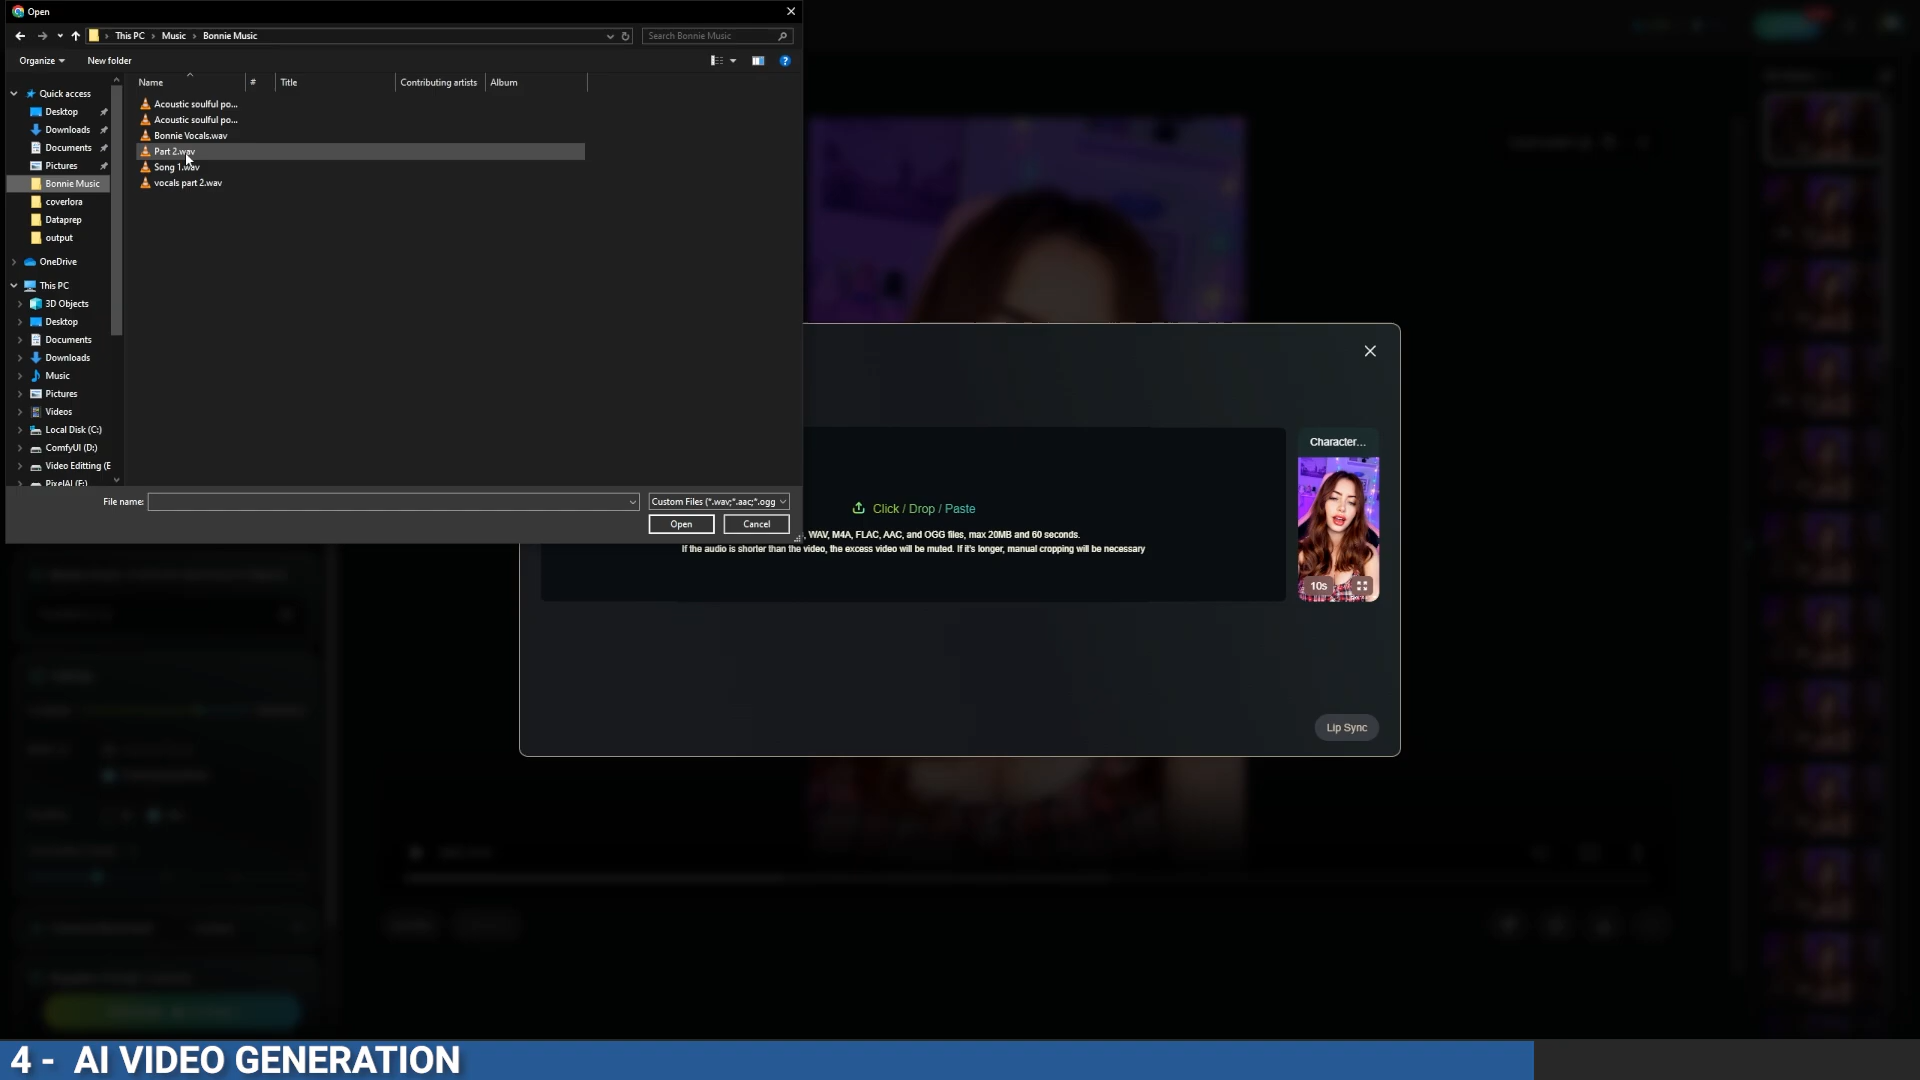 Open
This PC > Music > Bonnie Music
Search Bonnie Music
Organize
New folder
Name
#
Title
Contributing artists
Album
Quick access
Desktop
Downloads
Documents
Pictures
Bonnie Music
coverlora
Dataprep
output
OneDrive
This PC
3D Objects
Desktop
Documents
Downloads
Music
Pictures
Videos
Local Disk (C:)
ComfyUI (D:)
Video Editting (E
PixelAI (F:)
Acoustic soulful po...
Acoustic soulful po...
Bonnie Vocals.wav
Part 2.wav
Song 1.wav
vocals part 2.wav
File name:
Custom Files (*.wav;*.aac;*.ogg
Open
Cancel
Character...
10s
Click / Drop / Paste
, WAV, M4A, FLAC, AAC, and OGG files, max 20MB and 60 seconds.
If the audio is shorter than the video, the excess video will be muted. If it's longer, manual cropping will be necessary
Lip Sync
4 - AI VIDEO GENERATION